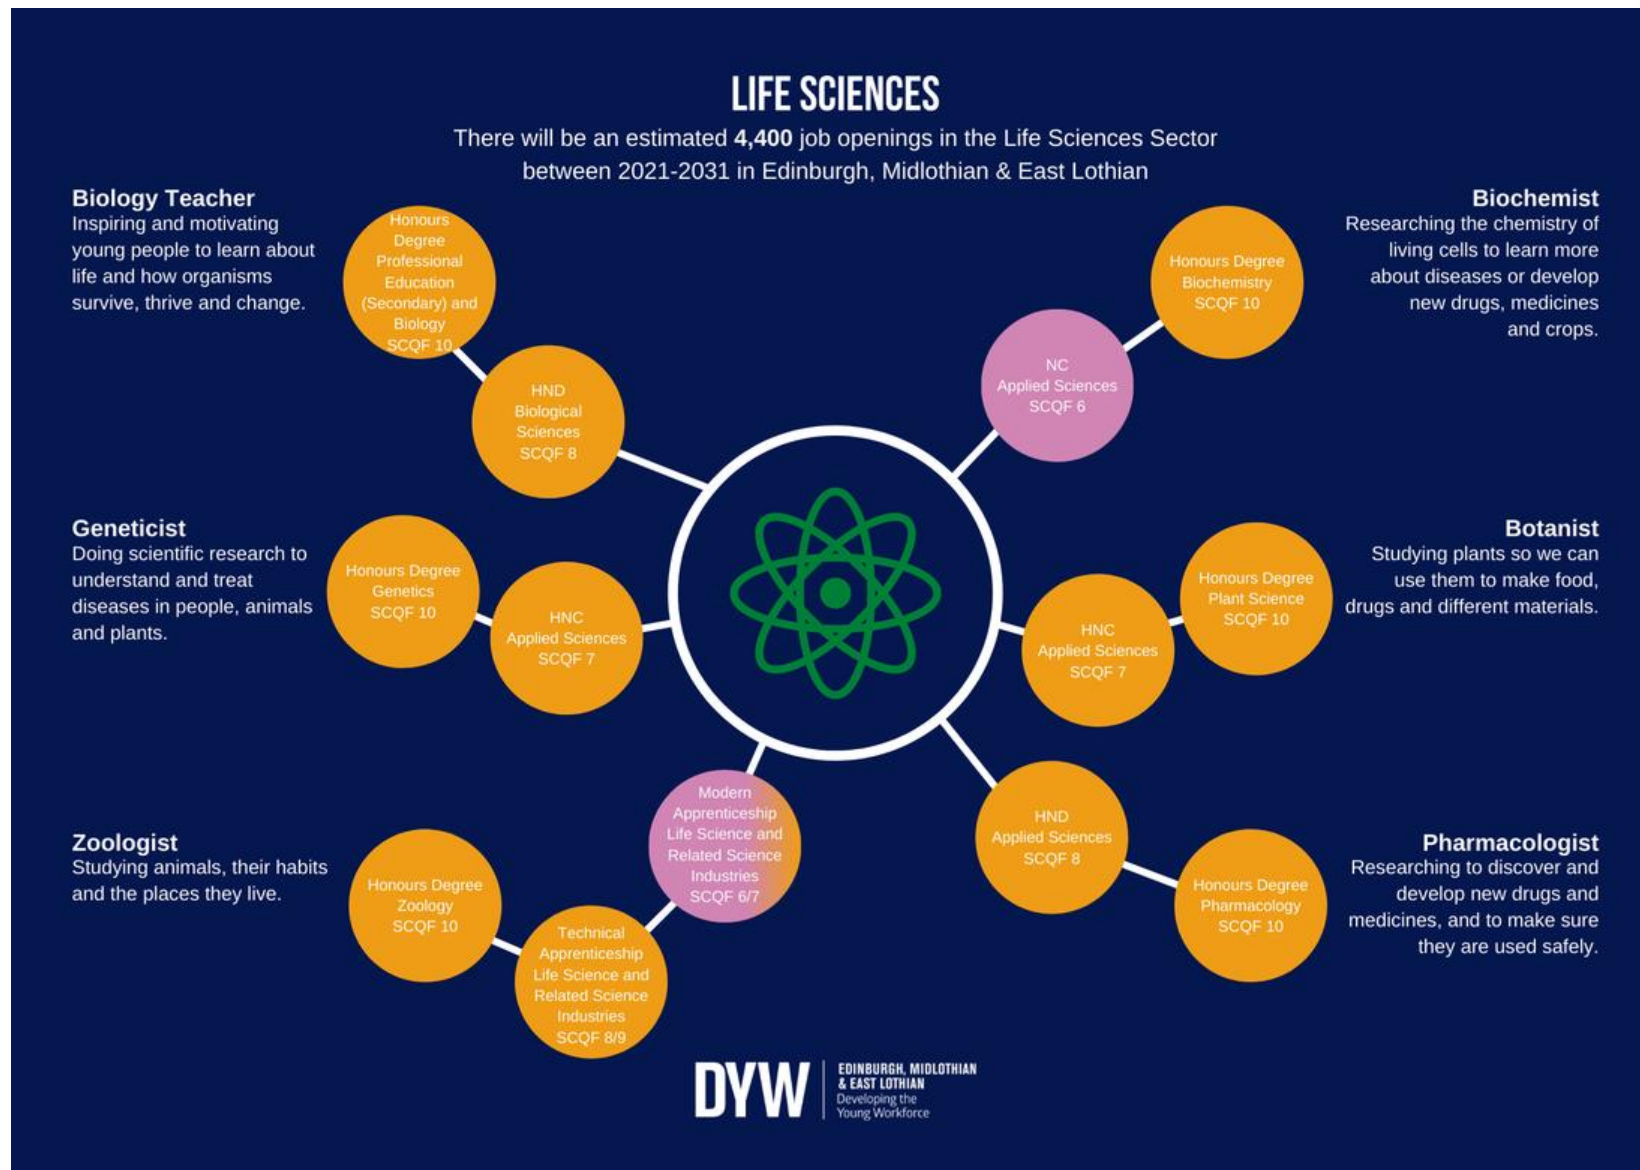 LIFE SCIENCES
There will be an estimated 4,400 job openings in the Life Sciences Sector
between 2021-2031 in Edinburgh, Midlothian & East Lothian
Biology Teacher
Inspiring and motivating
young people to learn about
life and how organisms
survive, thrive and change.
Honours
Degree
Professional
Education
(Secondary) and
Biology
SCQF 10
HND
Biological
Sciences
SCQF 8
Geneticist
Doing scientific research to
understand and treat
diseases in people, animals
and plants.
Honours Degree
Genetics
SCQF 10
HNC
Applied Sciences
SCQF 7
Zoologist
Studying animals, their habits
and the places they live.
Honours Degree
Zoology
SCQF 10
Technical
Apprenticeship
Life Science and
Related Science
Industries
SCQF 8/9
Modern
Apprenticeship
Life Science and
Related Science
Industries
SCQF 6/7
NC
Applied Sciences
SCQF 6
Honours Degree
Biochemistry
SCQF 10
Biochemist
Researching the chemistry of
living cells to learn more
about diseases or develop
new drugs, medicines
and crops.
HNC
Applied Sciences
SCQF 7
Honours Degree
Plant Science
SCQF 10
Botanist
Studying plants so we can
use them to make food,
drugs and different materials.
HND
Applied Sciences
SCQF 8
Honours Degree
Pharmacology
SCQF 10
Pharmacologist
Researching to discover and
develop new drugs and
medicines, and to make sure
they are used safely.
DYW
EDINBURGH, MIDLOTHIAN
& EAST LOTHIAN
Developing the
Young Workforce